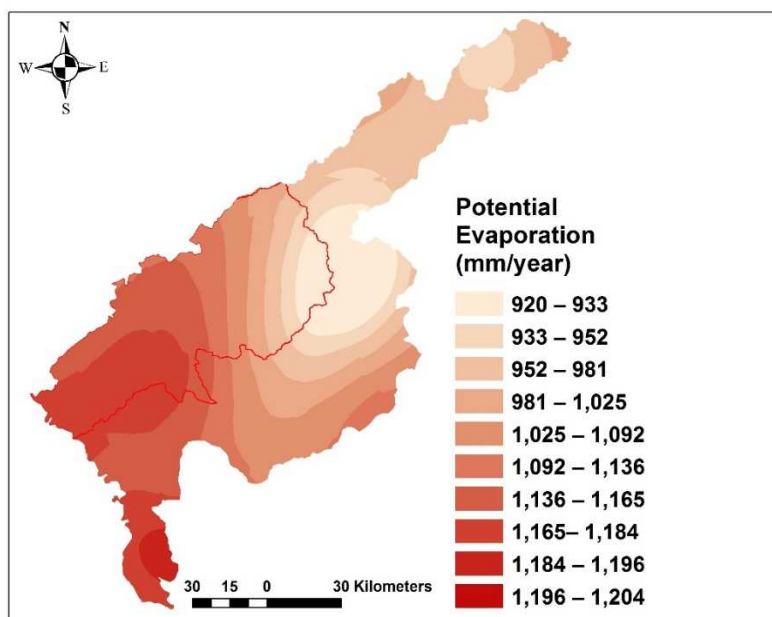 N
W E
S
Potential
Evaporation
(mm/year)
920 – 933
933 – 952
952 – 981
981 – 1,025
1,025 – 1,092
1,092 – 1,136
1,136 – 1,165
1,165– 1,184
1,184 – 1,196
1,196 – 1,204
30 15 0 30 Kilometers